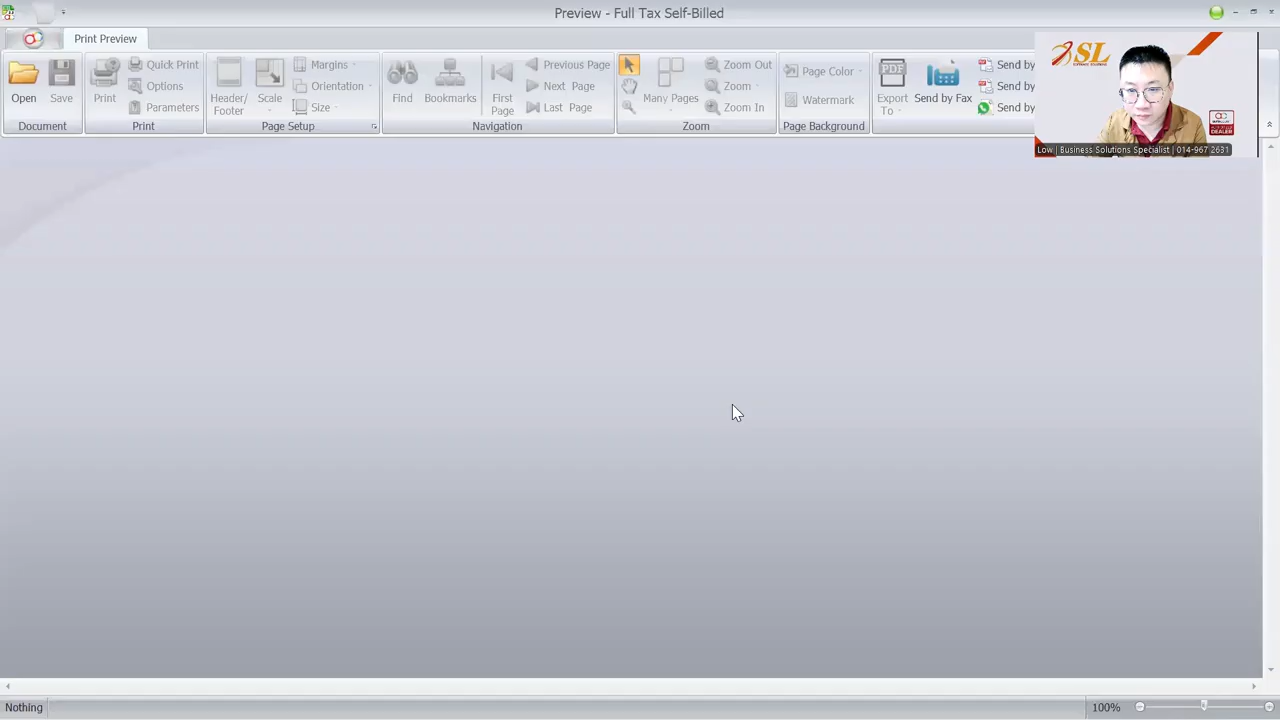 Preview - Full Tax Self-Billed
Print Preview
Open
Save
Document
Print
Quick Print
Options
Parameters
Print
Header/
Footer
Scale
Margins
Orientation
Size
Page Setup
Find
Bookmarks
First
Page
Previous Page
Next Page
Last Page
Navigation
Many Pages
Zoom Out
Zoom
Zoom In
Zoom
Page Color
Watermark
Page Background
PDF
Export
To
Send by Fax
Send by
Send by
Send by
SL
DEALER
Low | Business Solutions Specialist | 014-967 2631
Nothing
100%